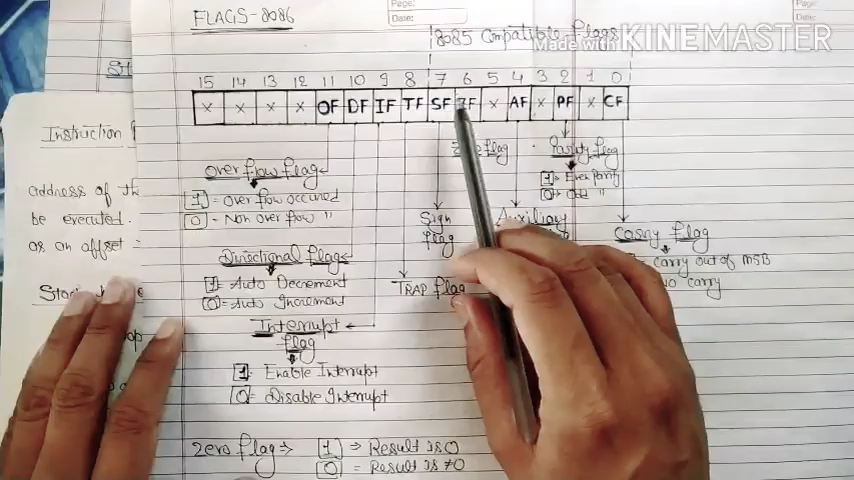 FLAGS-8086
Page:
Date:
Page:
Date:
8085 Compatible flags
Made with KINEMASTER
15 14 13 12 11 10 9 8 7 6 5 4 3 2 1 0
x x x x OF DF IF TF SF ZF x AF x PF x CF
Instruction
address of th
be executed.
as an offset
Over flow flag
1 = Over flow occured
0 = Non over flow "
Directional flag
1 = Auto Decrement
0 = Auto Increment
Interrupt
flag
1 = Enable Interrupt
0 = Disable Interrupt
TRAP flag
Sign
flag
flag
Auxiliary
Parity flag
1 = Even parity
0 = Odd "
Carry flag
= carry out of MSB
no carry
Zero flag => 1 => Result is 0
0 = Result is ≠0